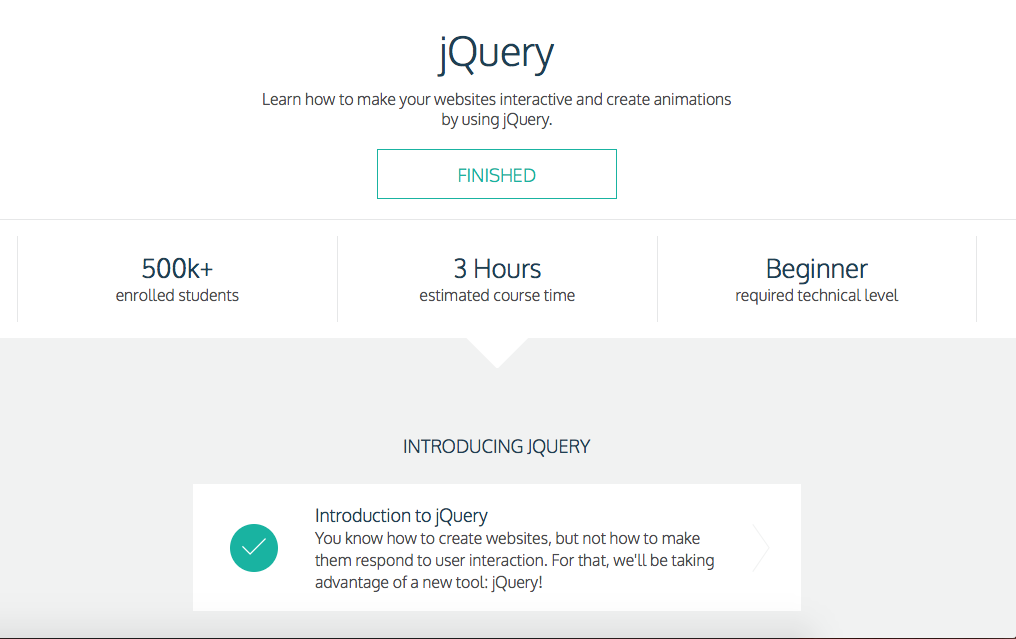 jQuery
Learn how to make your websites interactive and create animations
by using jQuery.
FINISHED
500k+
enrolled students
3 Hours
estimated course time
Beginner
required technical level
INTRODUCING JQUERY
Introduction to jQuery
You know how to create websites, but not how to make
them respond to user interaction. For that, we'll be taking
advantage of a new tool: jQuery!